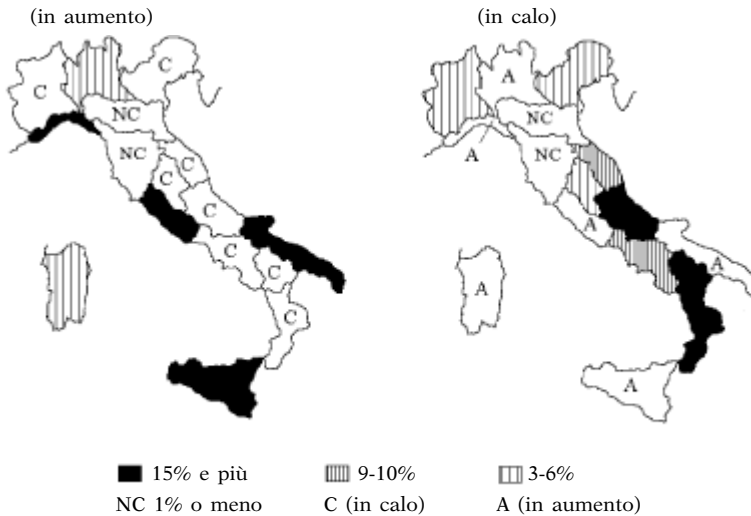 (in aumento) (in calo)
C
C
A
NC
NC
NC
NC
A
C
C
C
A
C
C
A
A
C
A
15% e più 9-10% 3-6%
NC 1% o meno C (in calo) A (in aumento)